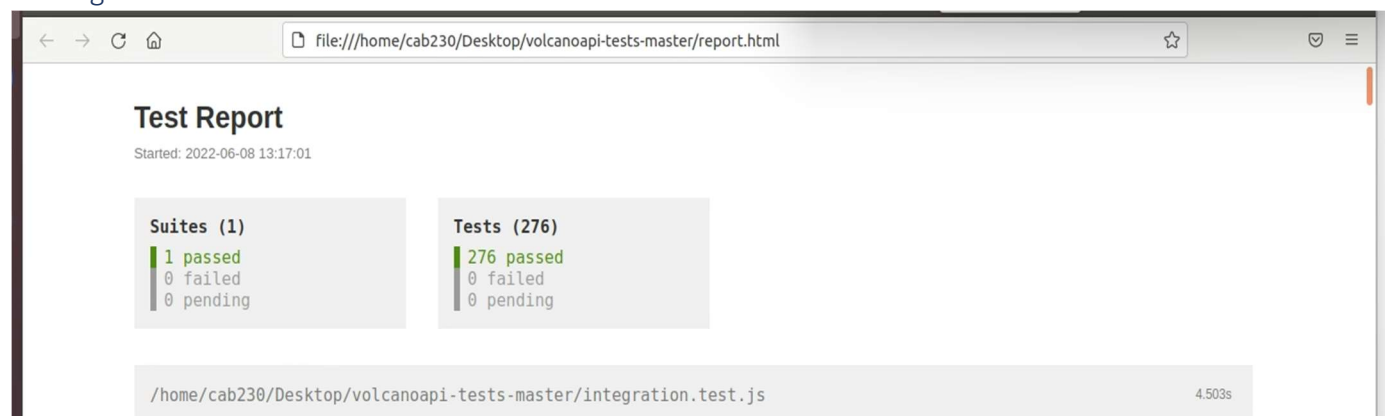 file:///home/cab230/Desktop/volcanoapi-tests-master/report.html
Test Report
Started: 2022-06-08 13:17:01
Suites (1)
1 passed
0 failed
0 pending
Tests (276)
276 passed
0 failed
0 pending
/home/cab230/Desktop/volcanoapi-tests-master/integration.test.js 4.503s